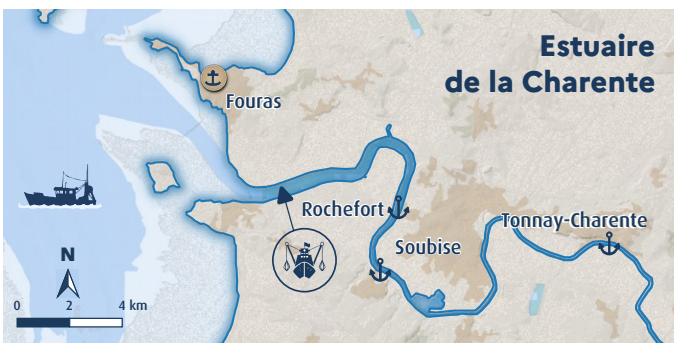 Estuaire
de la Charente
Fouras
Rochefort
Tonnay-Charente
Soubise
N
0 2 4 km